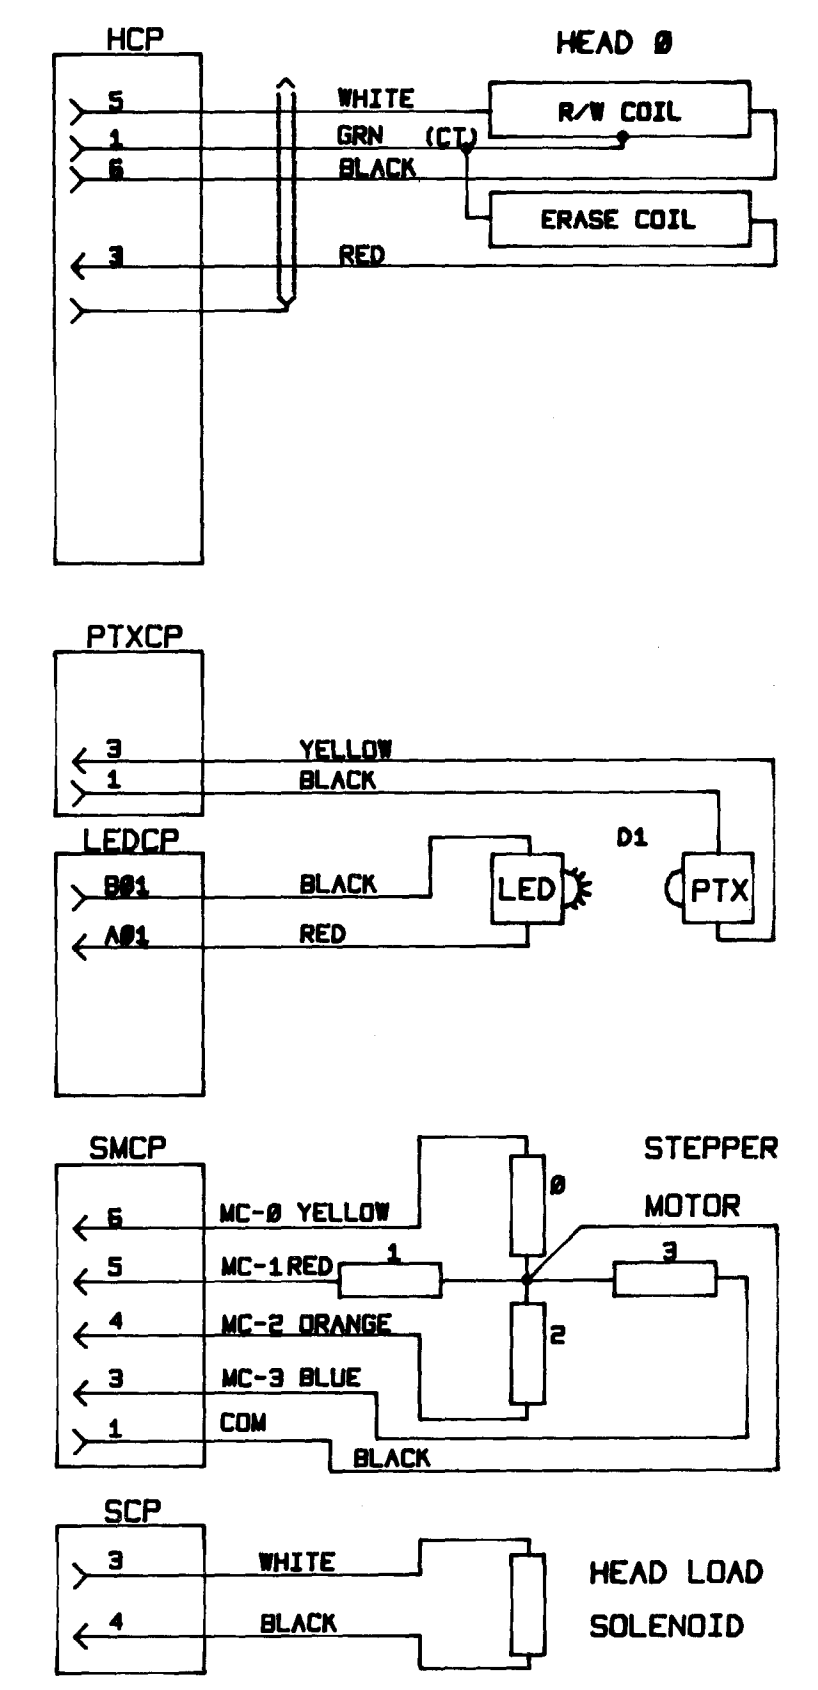 HCP
HEAD Ø
5 WHITE R/W COIL
1 GRN (CT)
6 BLACK
ERASE COIL
3 RED
PTXCP
3 YELLOW
1 BLACK
LEDCP
D1
BØ1 BLACK LED PTX
AØ1 RED
SMCP
STEPPER
MOTOR
6 MC-Ø YELLOW Ø
5 MC-1 RED 1 3
4 MC-2 ORANGE 2
3 MC-3 BLUE
1 COM
BLACK
SCP
3 WHITE
HEAD LOAD
4 BLACK
SOLENOID